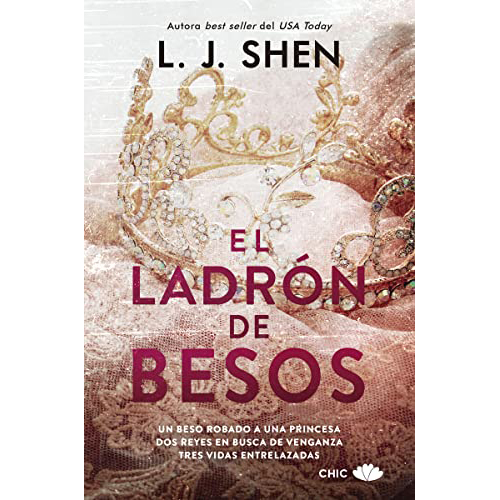 Autora best seller del USA Today
L. J. SHEN
EL
LADRÓN
DE
BESOS
UN BESO ROBADO A UNA PRINCESA
DOS REYES EN BUSCA DE VENGANZA
TRES VIDAS ENTRELAZADAS
CHIC